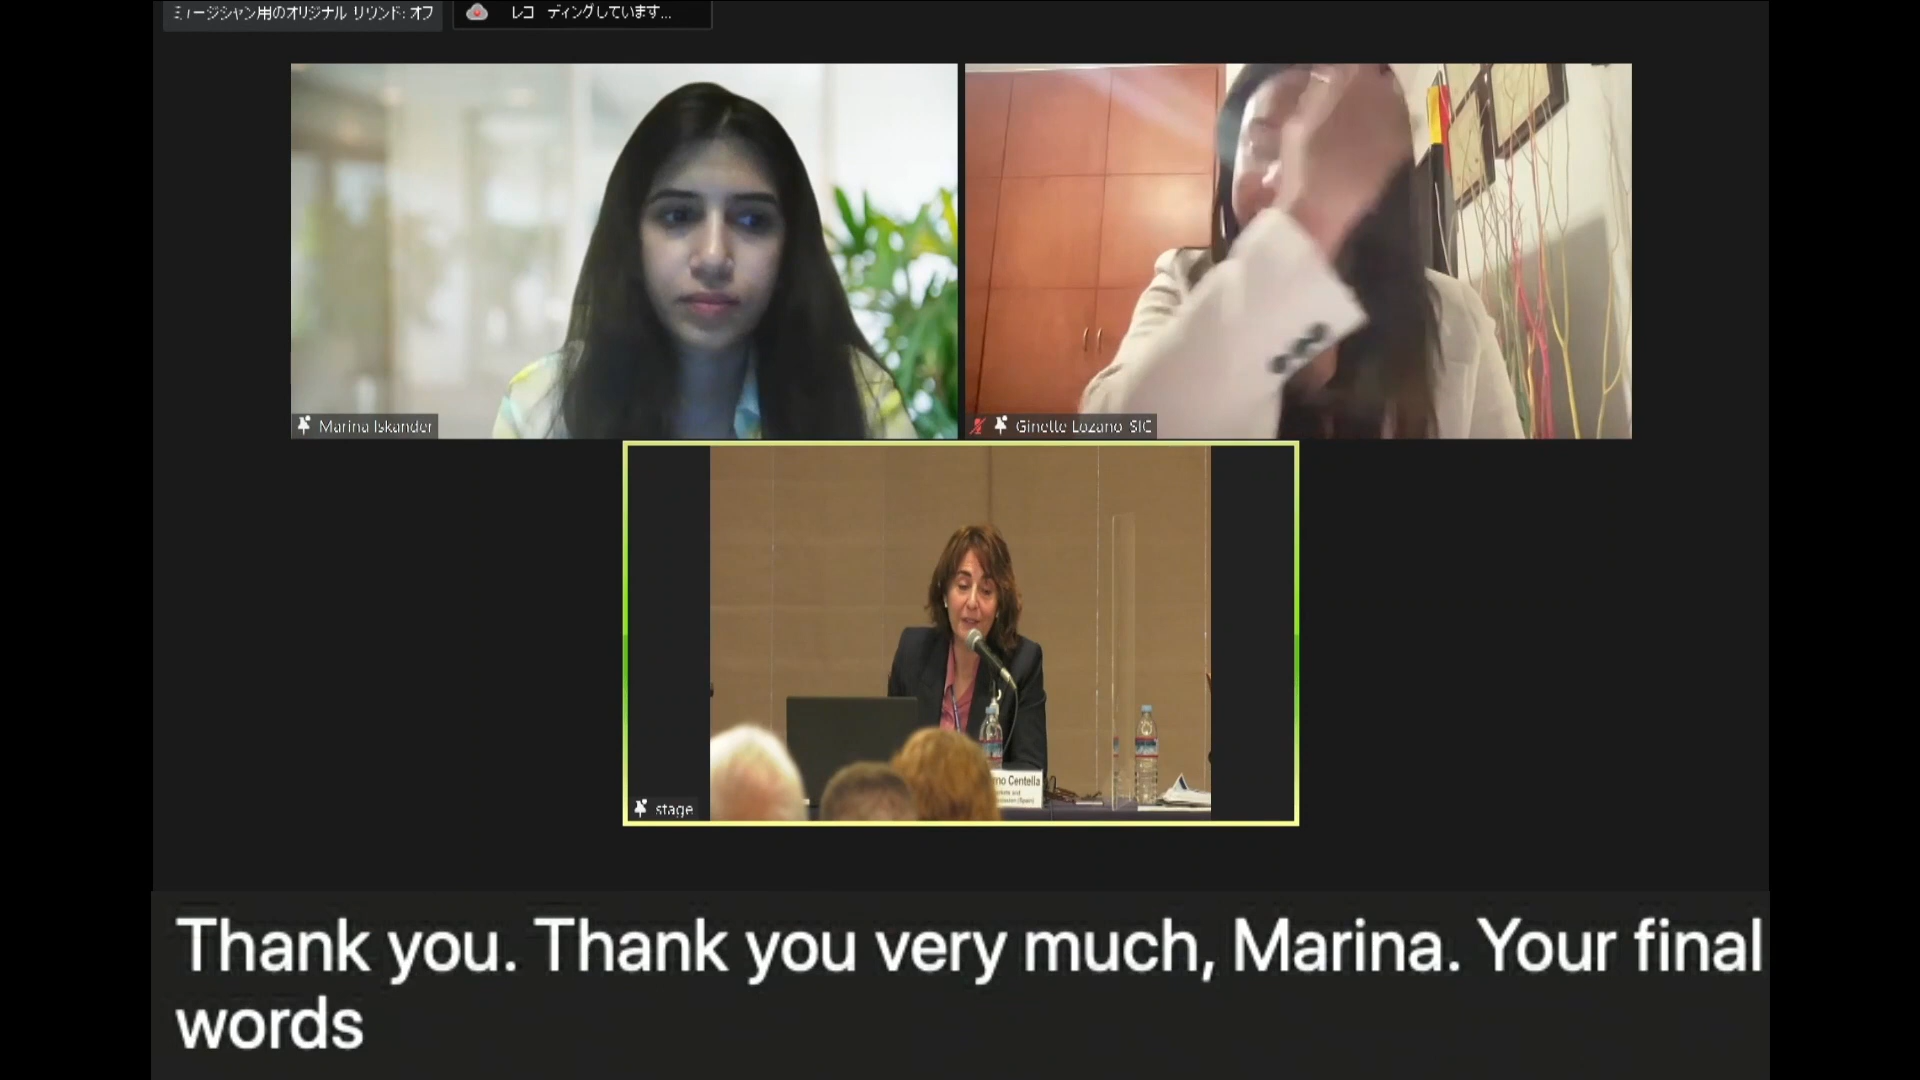 ミュージシャン用のオリジナル サウンド: オフ
レコーディングしています...
Marina Iskander
Ginette Lozano SIC
no Centella
stage
Thank you. Thank you very much, Marina. Your final
words